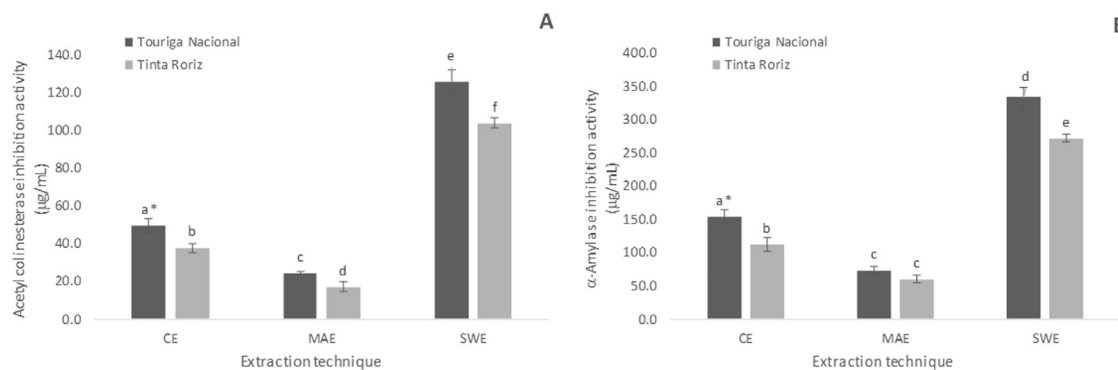 A
Touriga Nacional
Tinta Roriz
Acetyl colinesterase inhibition activity
(µg/mL)
140.0
120.0
100.0
80.0
60.0
40.0
20.0
0.0
a*
b
c
d
e
f
CE
MAE
SWE
Extraction technique
B
Touriga Nacional
Tinta Roriz
α-Amylase inhibition activity
(µg/mL)
400.0
350.0
300.0
250.0
200.0
150.0
100.0
50.0
0.0
a*
b
c
c
d
e
CE
MAE
SWE
Extraction technique